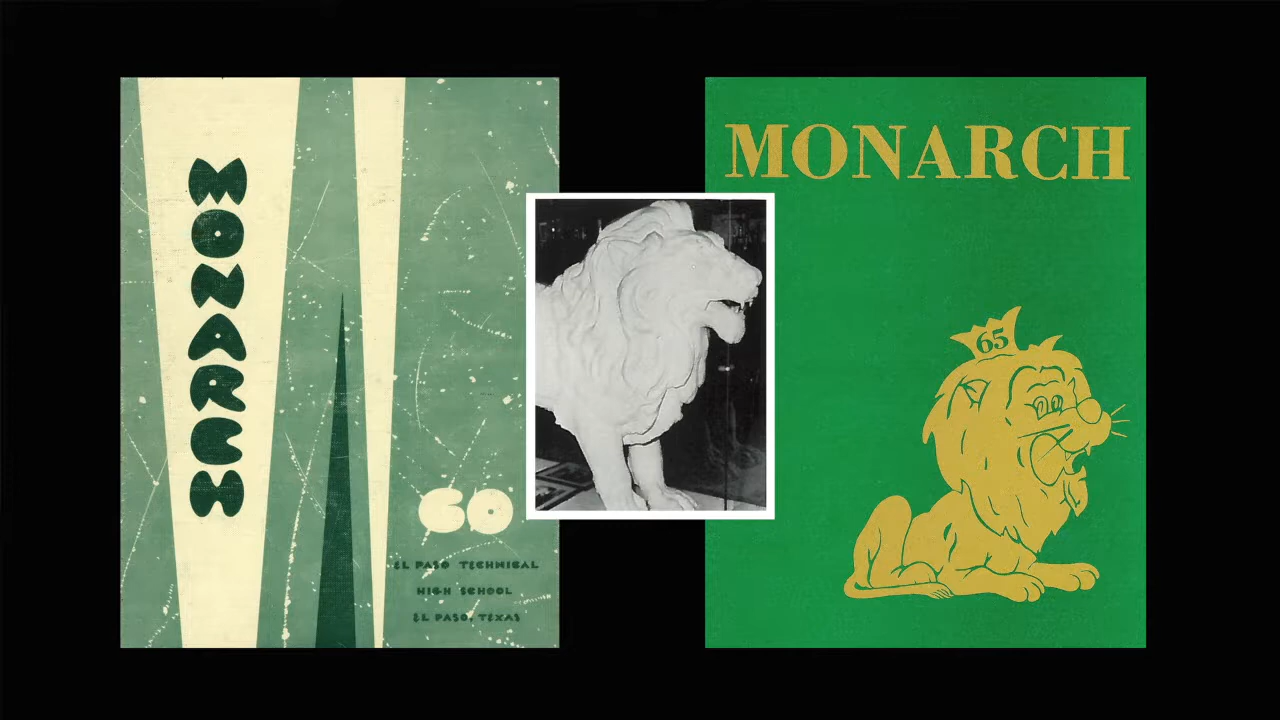 MONARCH
60
EL PASO TECHNICAL
HIGH SCHOOL
EL PASO, TEXAS
MONARCH
65